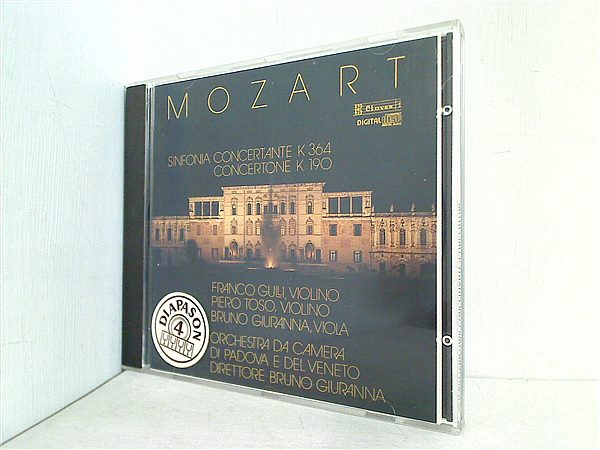 MOZART
Claves
DIGITAL
SINFONIA CONCERTANTE K 364
CONCERTONE K 190
FRANCO GULLI, VIOLINO
PIERO TOSO, VIOLINO
BRUNO GIURANNA, VIOLA
DIAPASON
4
ORCHESTRA DA CAMERA
DI PADOVA E DEL VENETO
DIRETTORE BRUNO GIURANNA